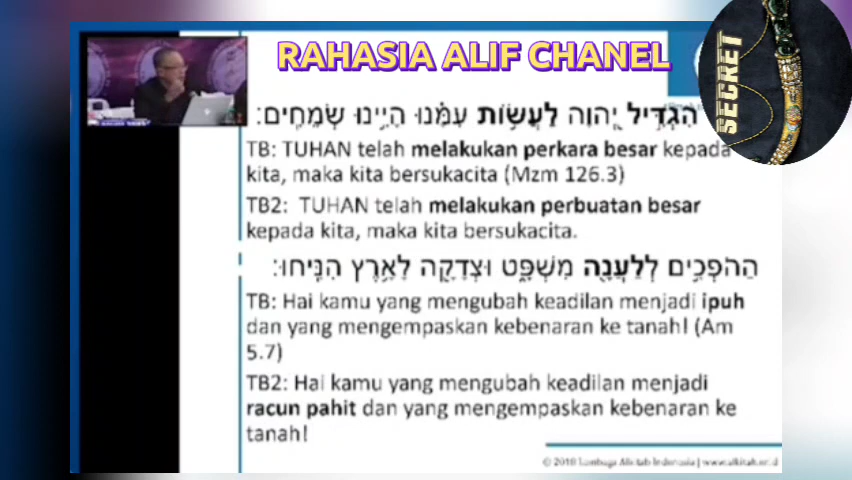 RAHASIA ALIF CHANEL
SECRET
הִגְדִּ֣יל יְ֭הוָה לַעֲשׂ֥וֹת עִמָּ֗נוּ הָיִ֥ינוּ שְׂמֵחִֽים׃
TB: TUHAN telah melakukan perkara besar kepada
kita, maka kita bersukacita (Mzm 126.3)
TB2: TUHAN telah melakukan perbuatan besar
kepada kita, maka kita bersukacita.
הַהֹפְכִ֥ים לְלַעֲנָ֖ה מִשְׁפָּ֑ט וּצְדָקָ֖ה לָאָ֥רֶץ הִנִּֽיחוּ׃
TB: Hai kamu yang mengubah keadilan menjadi ipuh
dan yang mengempaskan kebenaran ke tanah! (Am
5.7)
TB2: Hai kamu yang mengubah keadilan menjadi
racun pahit dan yang mengempaskan kebenaran ke
tanah!
Lembaga Alkitab Indonesia | www.alkitab.or.id